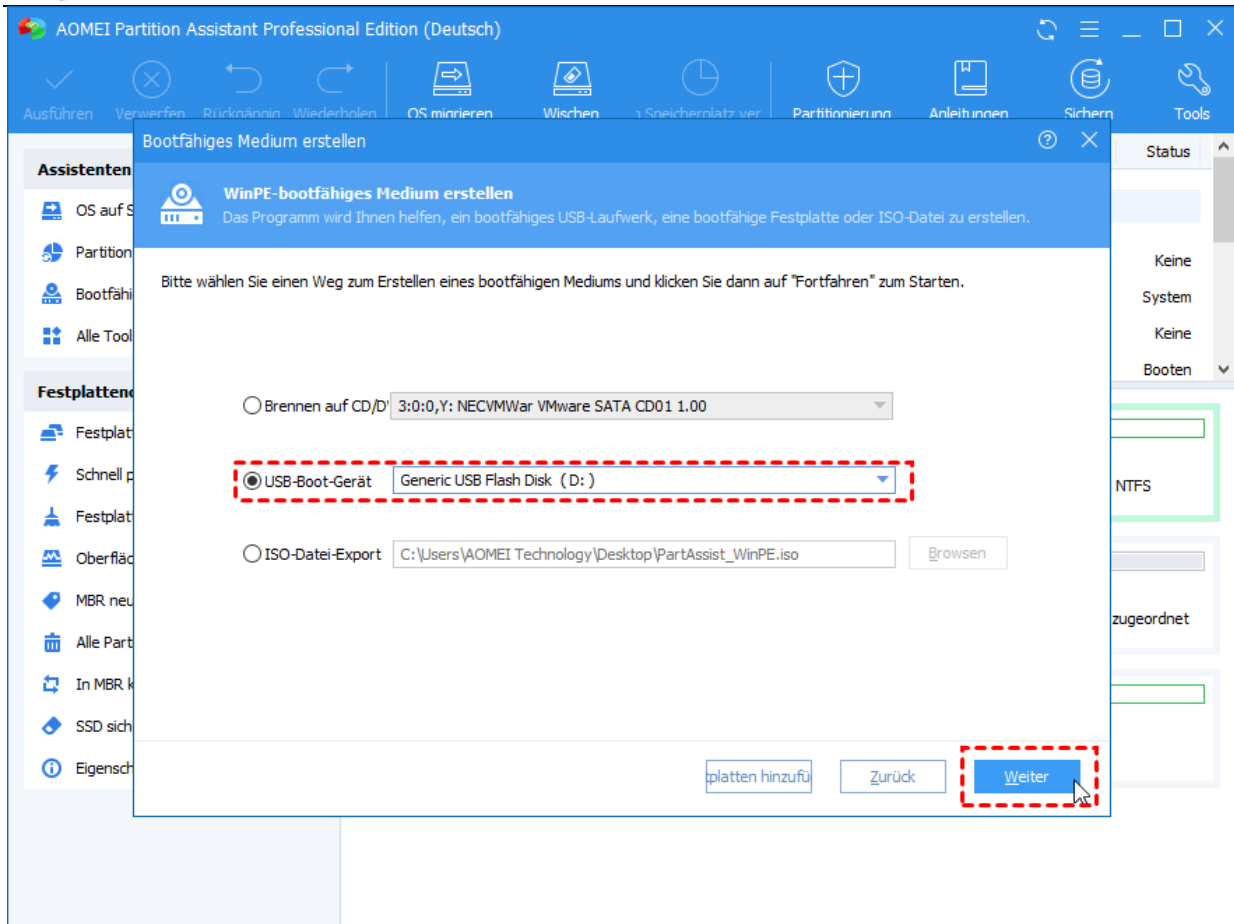 AOMEI Partition Assistant Professional Edition (Deutsch)
Ausführen Verwerfen Rückgängig Wiederholen OS migrieren Wischen Speicherplatz ver Partitionierung Anleitungen Sichern Tools
Bootfähiges Medium erstellen
WinPE-bootfähiges Medium erstellen
Das Programm wird Ihnen helfen, ein bootfähiges USB-Laufwerk, eine bootfähige Festplatte oder ISO-Datei zu erstellen.
Bitte wählen Sie einen Weg zum Erstellen eines bootfähigen Mediums und klicken Sie dann auf "Fortfahren" zum Starten.
Brennen auf CD/D 3:0:0,Y: NECVMWar VMware SATA CD01 1.00
USB-Boot-Gerät Generic USB Flash Disk (D:)
ISO-Datei-Export C:\Users\AOMEI Technology\Desktop\PartAssist_WinPE.iso Browsen
platten hinzufü Zurück Weiter
Assistenten
OS auf S
Partition
Bootfähi
Alle Tool
Festplatten
Festplat
Schnell p
Festplat
Oberfläc
MBR neu
Alle Part
In MBR k
SSD sich
Eigensch
Status
Keine
System
Keine
Booten
NTFS
zugeordnet